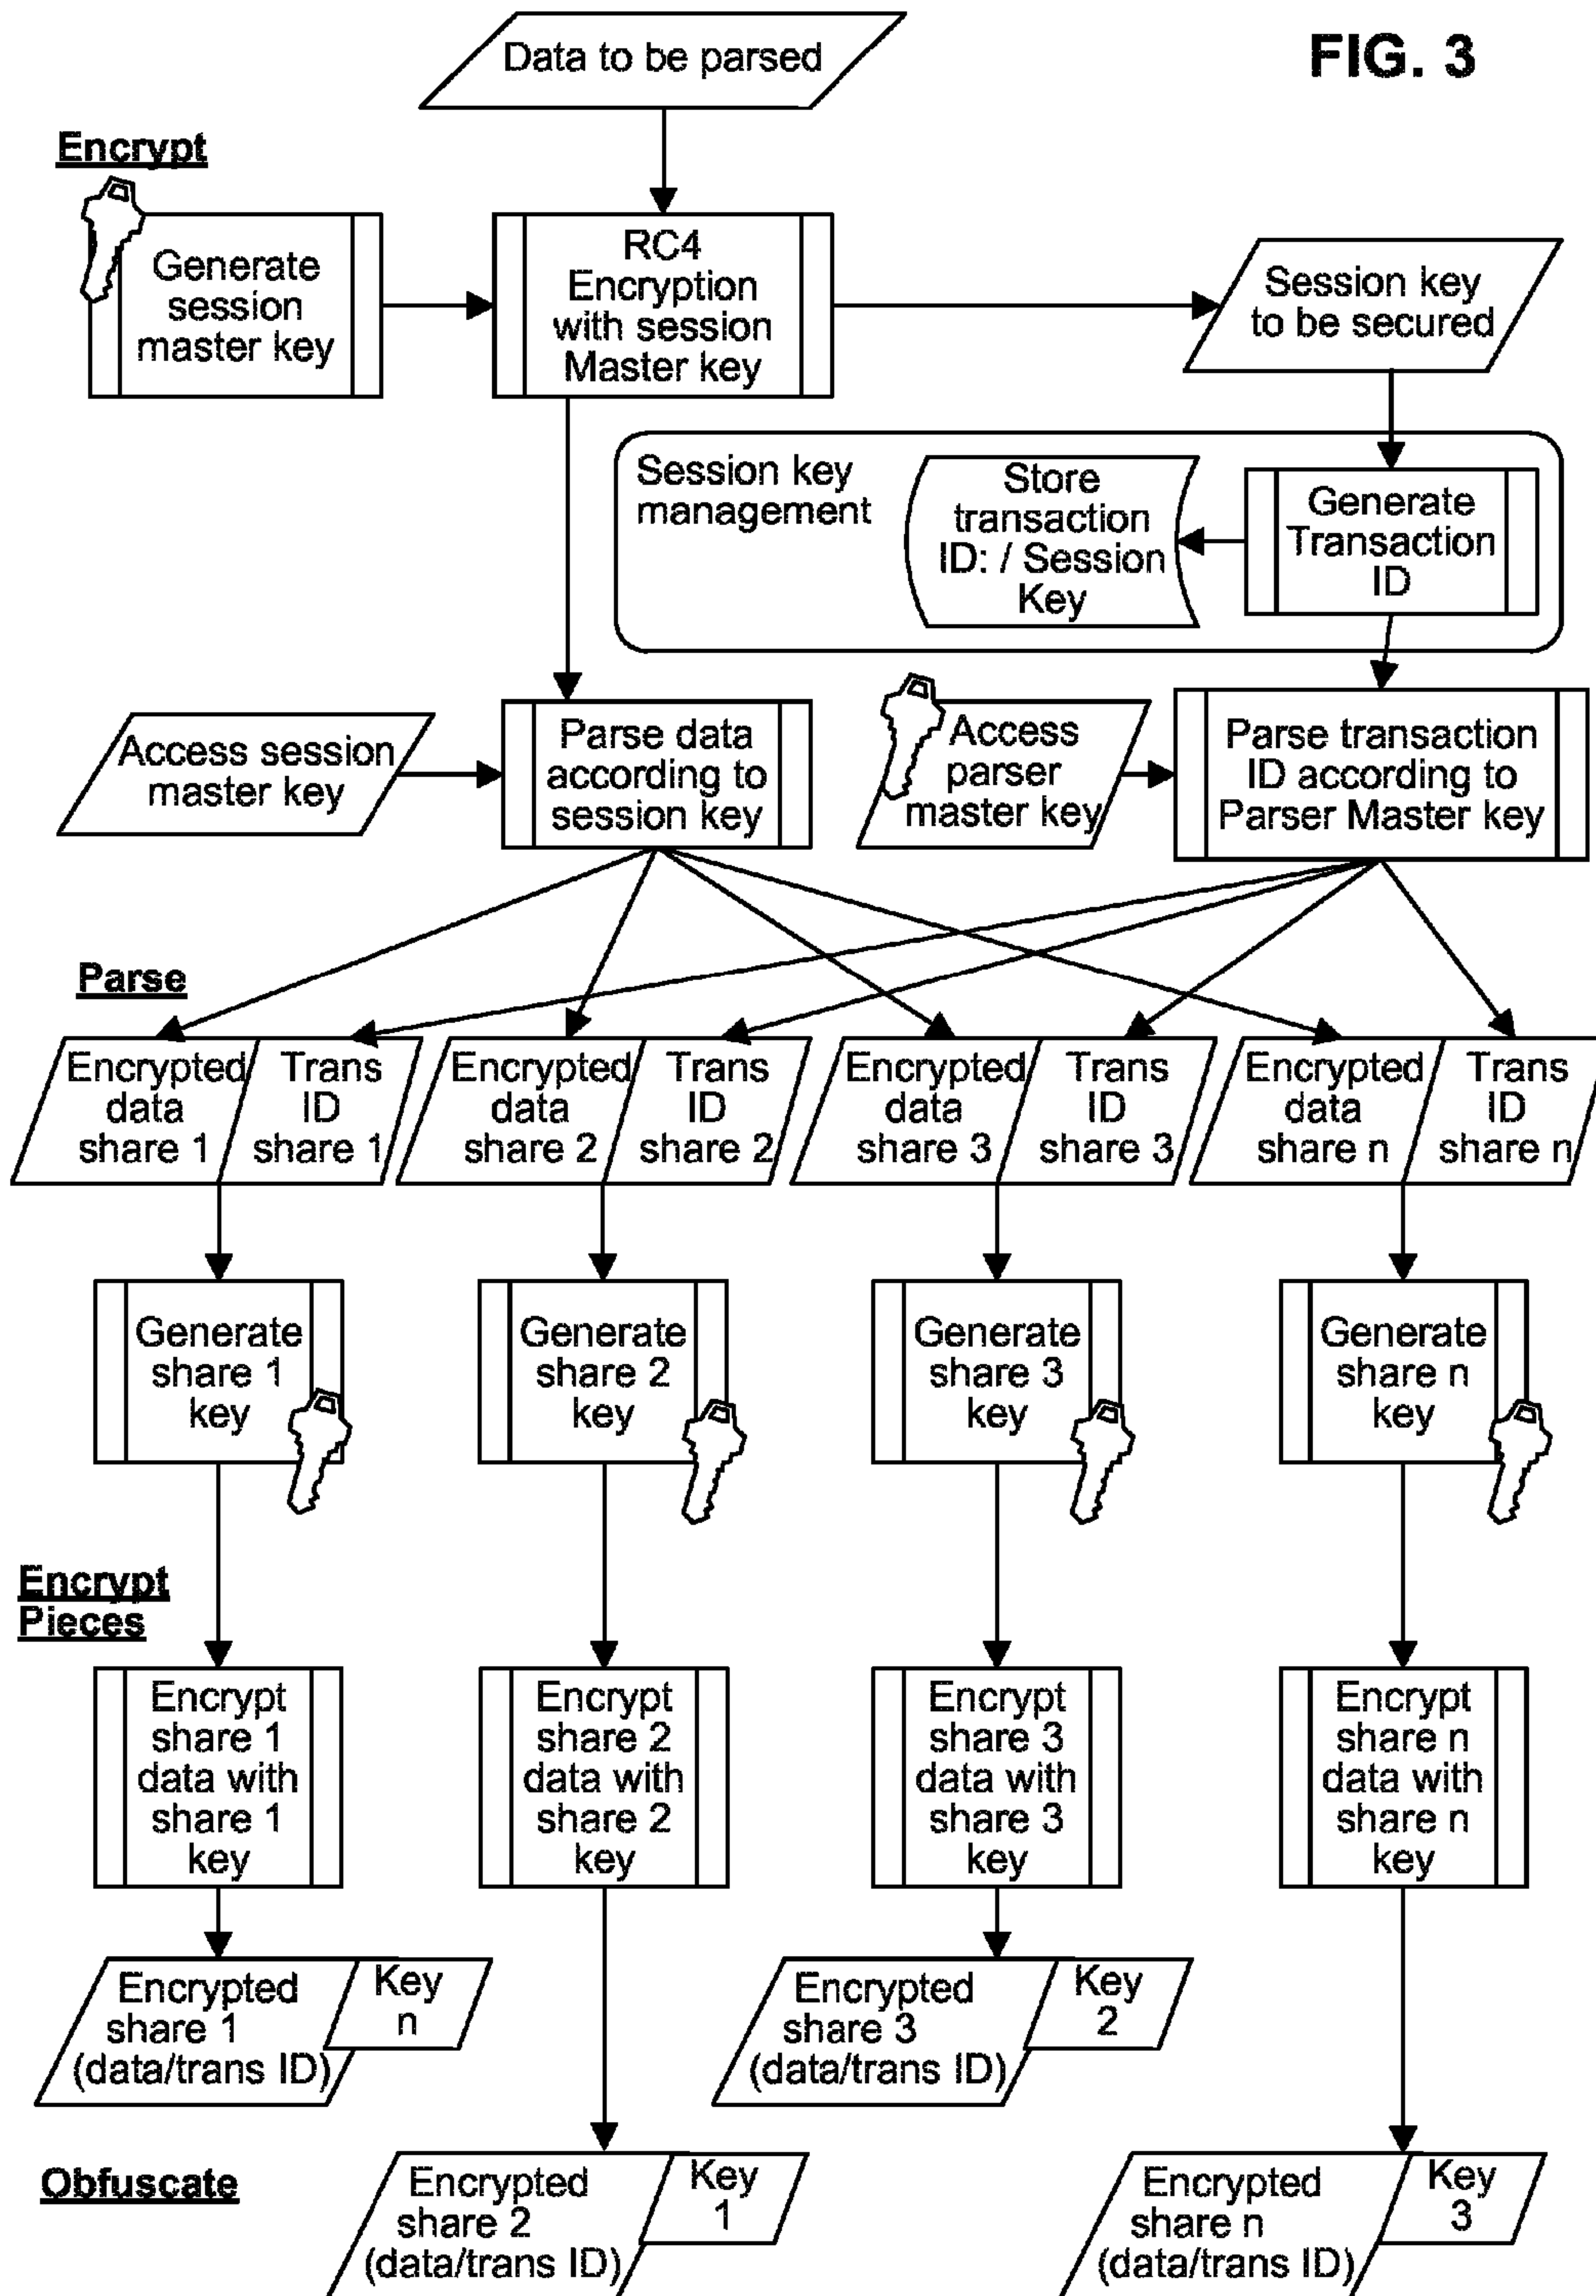 FIG. 3
Data to be parsed
Encrypt
Generate
session
master key
RC4
Encryption
with session
Master key
Session key
to be secured
Session key
management
Store
transaction
ID: / Session
Key
Generate
Transaction
ID
Access session
master key
Parse data
according to
session key
Access
parser
master key
Parse transaction
ID according to
Parser Master key
Parse
Encrypted
data
share 1
Trans
ID
share 1
Encrypted
data
share 2
Trans
ID
share 2
Encrypted
data
share 3
Trans
ID
share 3
Encrypted
data
share n
Trans
ID
share n
Generate
share 1
key
Generate
share 2
key
Generate
share 3
key
Generate
share n
key
Encrypt
Pieces
Encrypt
share 1
data with
share 1
key
Encrypt
share 2
data with
share 2
key
Encrypt
share 3
data with
share 3
key
Encrypt
share n
data with
share n
key
Encrypted
share 1
(data/trans ID)
Key
n
Encrypted
share 3
(data/trans ID)
Key
2
Obfuscate
Encrypted
share 2
(data/trans ID)
Key
1
Encrypted
share n
(data/trans ID)
Key
3